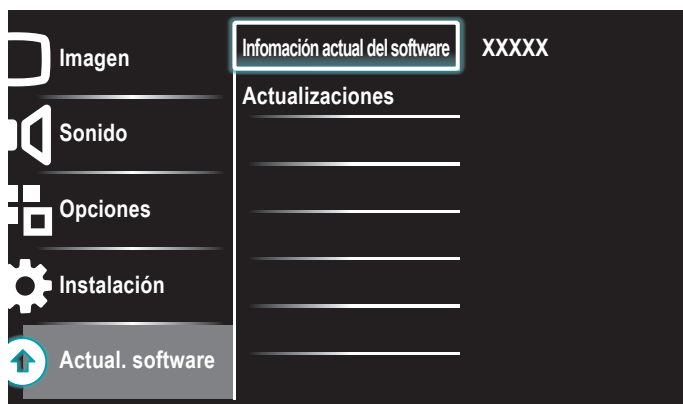 Imagen
Sonido
Opciones
Instalación
Actual. software
Infomación actual del software XXXXX
Actualizaciones